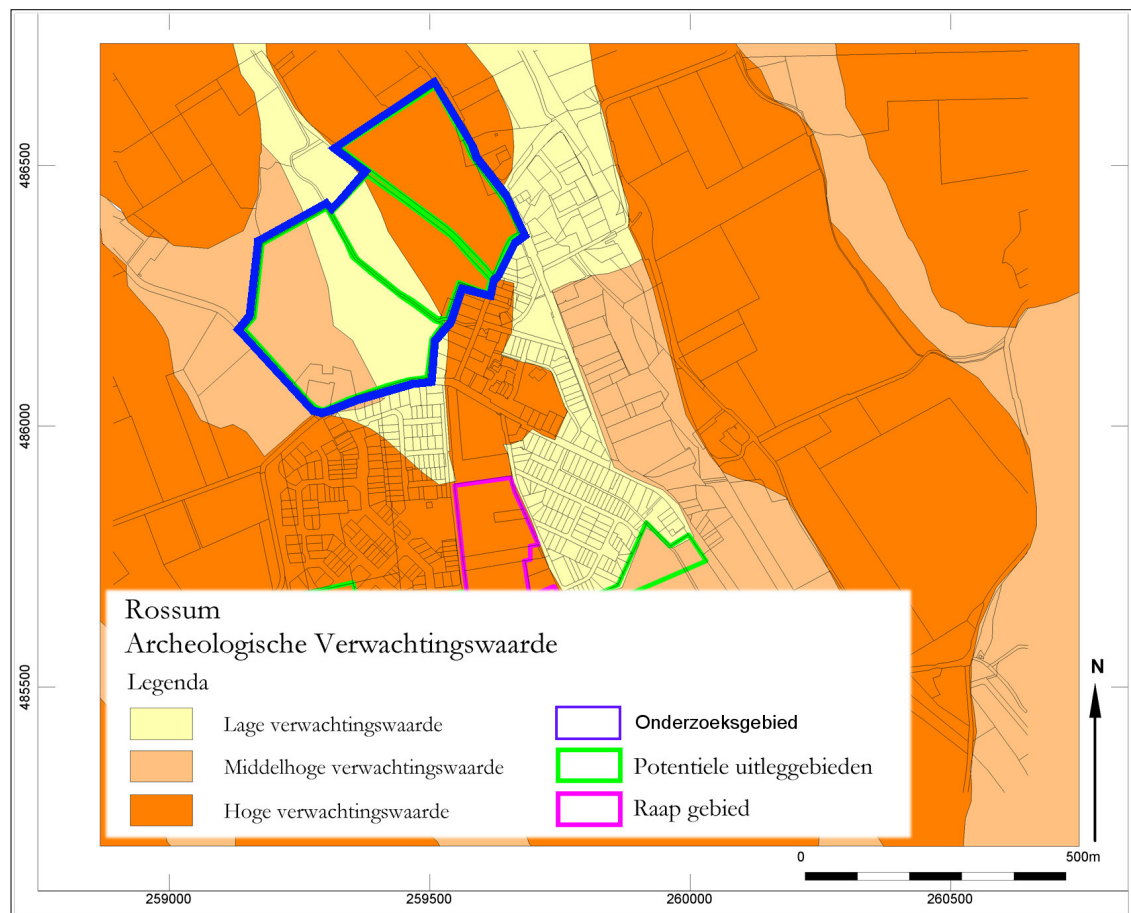 486500
486000
485500
Rossum
Archeologische Verwachtingswaarde
Legenda
Lage verwachtingswaarde
Middelhoge verwachtingswaarde
Hoge verwachtingswaarde
Onderzoeksgebied
Potentiele uitleggebieden
Raap gebied
N
0 500m
259000 259500 260000 260500